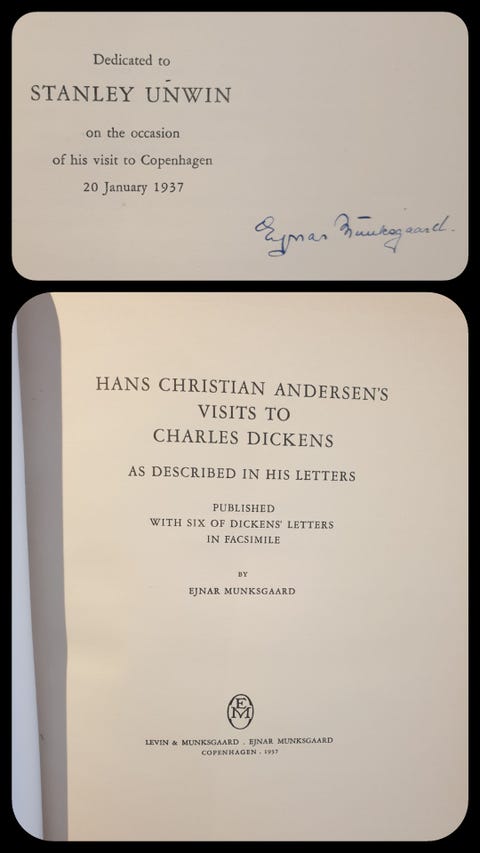 Dedicated to
STANLEY UNWIN
on the occasion
of his visit to Copenhagen
20 January 1937
Ejnar Munksgaard.
HANS CHRISTIAN ANDERSEN'S
VISITS TO
CHARLES DICKENS
AS DESCRIBED IN HIS LETTERS
PUBLISHED
WITH SIX OF DICKENS' LETTERS
IN FACSIMILE
BY
EJNAR MUNKSGAARD
EM
LEVIN & MUNKSGAARD . EJNAR MUNKSGAARD
COPENHAGEN . 1937